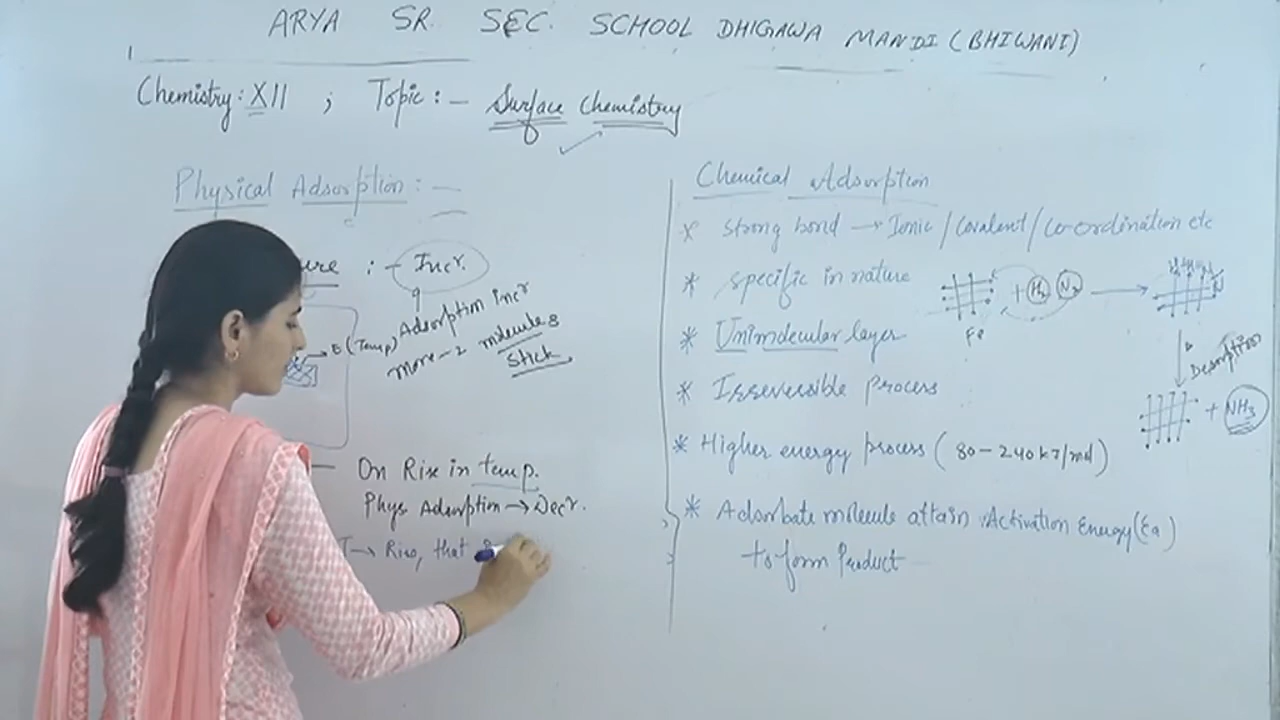 ARYA SR. SEC. SCHOOL DHIGAWA MANDI (BHIWANI)
Chemistry: XII ; Topic :- Surface Chemistry
Physical Adsorption : -
ure : - Incr.
Adsorption incr
(Temp)
more-2 molecules
stick
On Rise in temp.
Phys Adsorption → Decr.
T → Rise, that
Chemical Adsorption
* Strong bond → Ionic / Covalent / Co-ordination etc
* specific in nature
Fe + H2 N2
* Unimolecular layer
Desorption
* Irreversible Process
+ NH3
* Higher energy process (80-240 kJ/mol)
* Adsorbate molecule attain Activation Energy (Ea)
to form Product